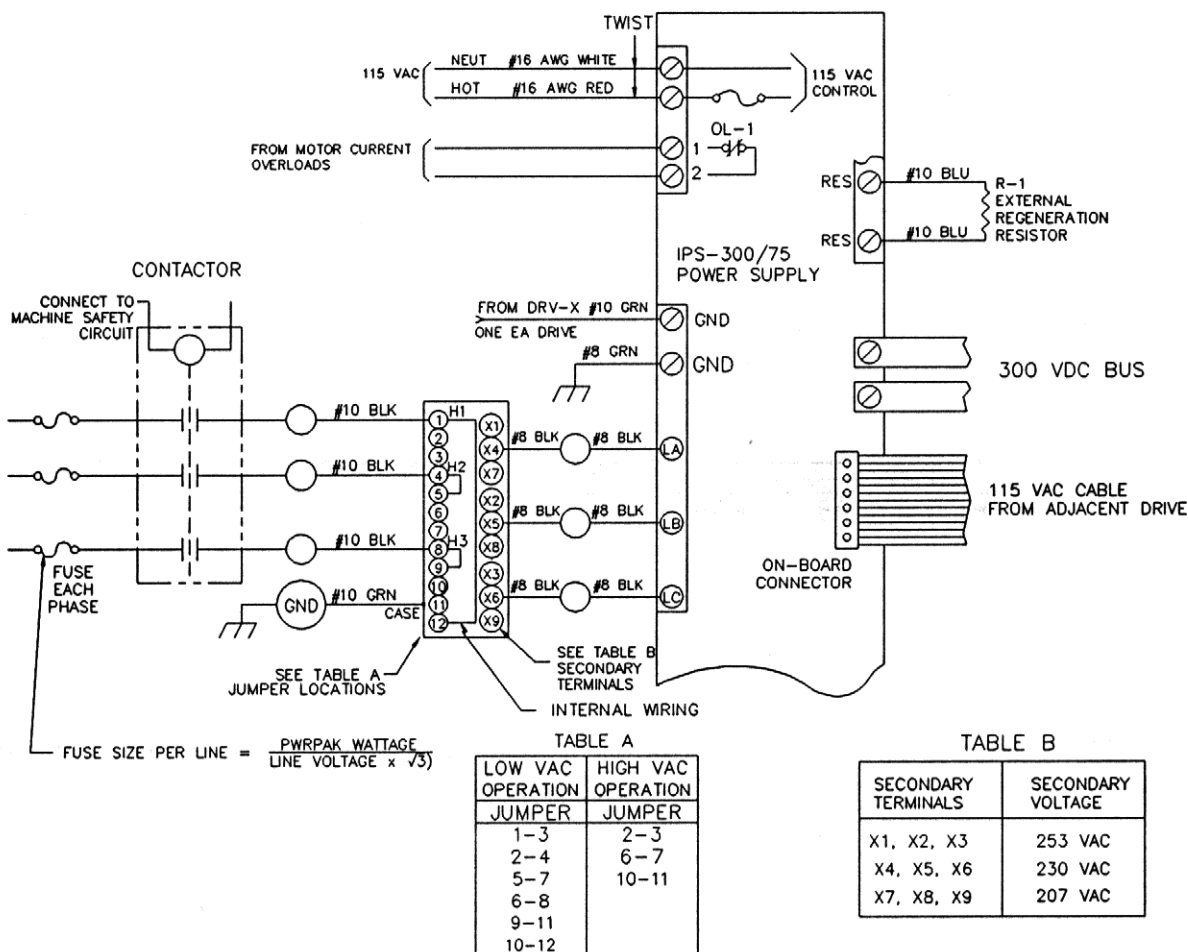 TWIST
115 VAC
NEUT #16 AWG WHITE
HOT #16 AWG RED
115 VAC
CONTROL
FROM MOTOR CURRENT
OVERLOADS
OL-1
1
2
RES
#10 BLU
RES
#10 BLU
R-1
EXTERNAL
REGENERATION
RESISTOR
IPS-300/75
POWER SUPPLY
CONTACTOR
CONNECT TO
MACHINE SAFETY
CIRCUIT
FROM DRV-X #10 GRN
ONE EA DRIVE
GND
#8 GRN
GND
300 VDC BUS
#10 BLK
#10 BLK
#10 BLK
GND
#10 GRN
CASE
1
2
3
4
5
6
7
8
9
10
11
12
H1
H2
H3
X1
X4
X7
X2
X5
X8
X3
X6
X9
#8 BLK
#8 BLK
LA
#8 BLK
#8 BLK
LB
#8 BLK
#8 BLK
LC
115 VAC CABLE
FROM ADJACENT DRIVE
ON-BOARD
CONNECTOR
FUSE
EACH
PHASE
SEE TABLE A
JUMPER LOCATIONS
SEE TABLE B
SECONDARY
TERMINALS
INTERNAL WIRING
FUSE SIZE PER LINE = PWRPAK WATTAGE
LINE VOLTAGE x √3)
TABLE A
LOW VAC OPERATION HIGH VAC OPERATION
JUMPER JUMPER
1-3 2-3
2-4 6-7
5-7 10-11
6-8
9-11
10-12
TABLE B
SECONDARY TERMINALS SECONDARY VOLTAGE
X1, X2, X3 253 VAC
X4, X5, X6 230 VAC
X7, X8, X9 207 VAC